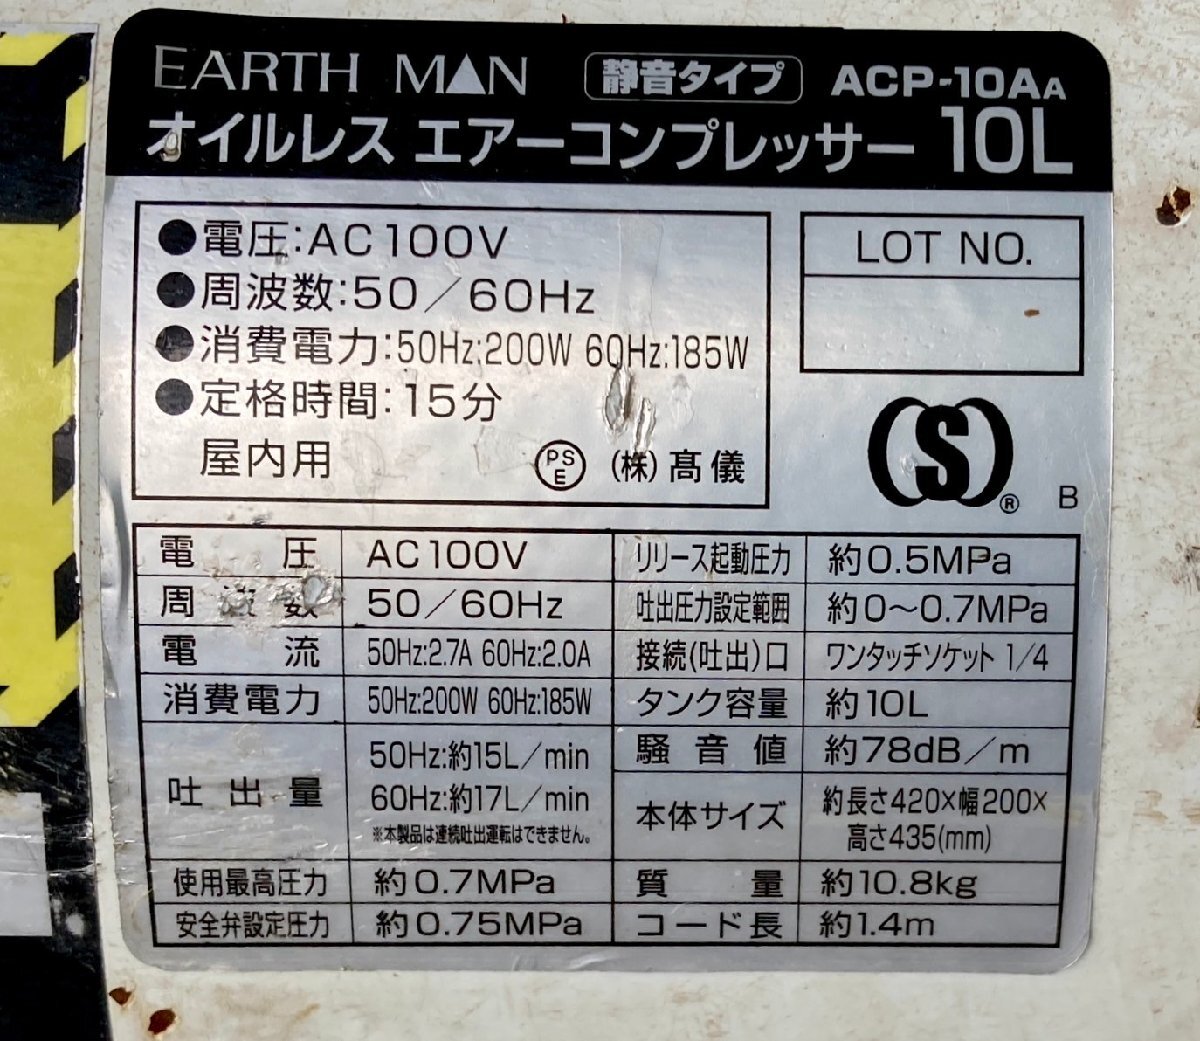 EARTH MAN 静音タイプ ACP-10AA
オイルレス エアーコンプレッサー 10L
●電圧:AC100V
●周波数:50/60Hz
●消費電力:50Hz:200W 60Hz:185W
●定格時間:15分
屋内用 PSE (株)髙儀
LOT NO.
(S)® B
電圧 AC100V
周波数 50/60Hz
電流 50Hz:2.7A 60Hz:2.0A
消費電力 50Hz:200W 60Hz:185W
吐出量 50Hz:約15L/min
60Hz:約17L/min
※本製品は連続吐出運転はできません。
使用最高圧力 約0.7MPa
安全弁設定圧力 約0.75MPa
リリース起動圧力 約0.5MPa
吐出圧力設定範囲 約0〜0.7MPa
接続(吐出)口 ワンタッチソケット 1/4
タンク容量 約10L
騒音値 約78dB/m
本体サイズ 約長さ420×幅200×
高さ435(mm)
質量 約10.8kg
コード長 約1.4m